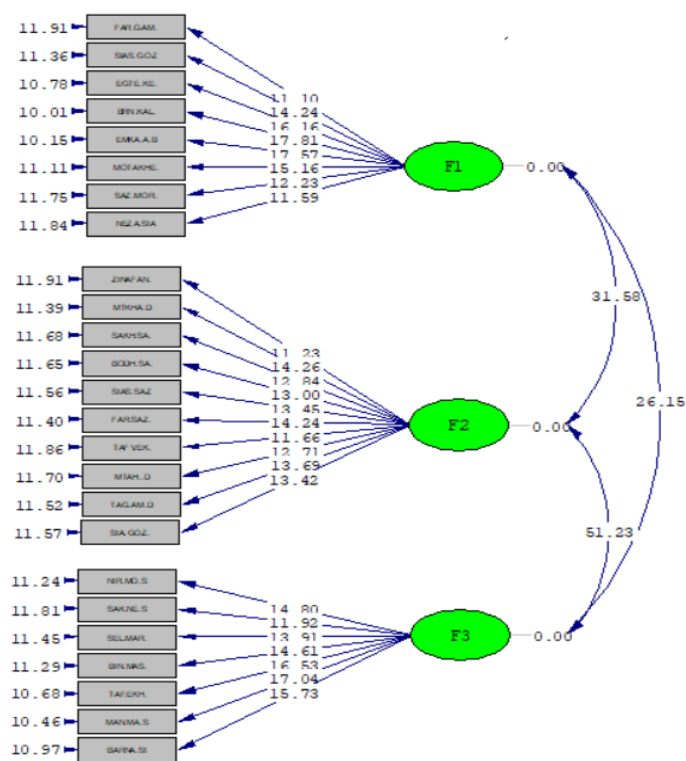 11.91 FAR.GAM. 11.10
11.36 SIAS.GOZ 14.24
10.78 EGTE.KE. 16.16
10.01 BRN.KAL. 17.81
10.15 EMKA.A.B 17.57
11.11 MOTAKHE. 15.16
11.75 SAZ.MOR. 12.23
11.84 NEZ.A.SIA 11.59
F1 0.00
31.58
26.15
11.91 ZINAFAN. 11.23
11.39 MTKHA.D 14.26
11.68 SAKH.SA. 12.84
11.65 BODH.SA. 13.00
11.56 SIAS.SAZ 13.45
11.40 FAR.SAZ. 14.24
11.86 TAF.VEK. 11.66
11.70 MTAH..D 12.71
11.52 TAG.AM.D 13.69
11.57 SIA.GOZ. 13.42
F2 0.00
51.23
11.24 NIR.MO.S 14.80
11.81 SAK.NE.S 11.92
11.45 SEL.MAR. 13.91
11.29 BIN.MAS. 14.61
10.68 TAF.EKH. 16.53
10.46 MAN.MA.S 17.04
10.97 BARNA.SI 15.73
F3 0.00